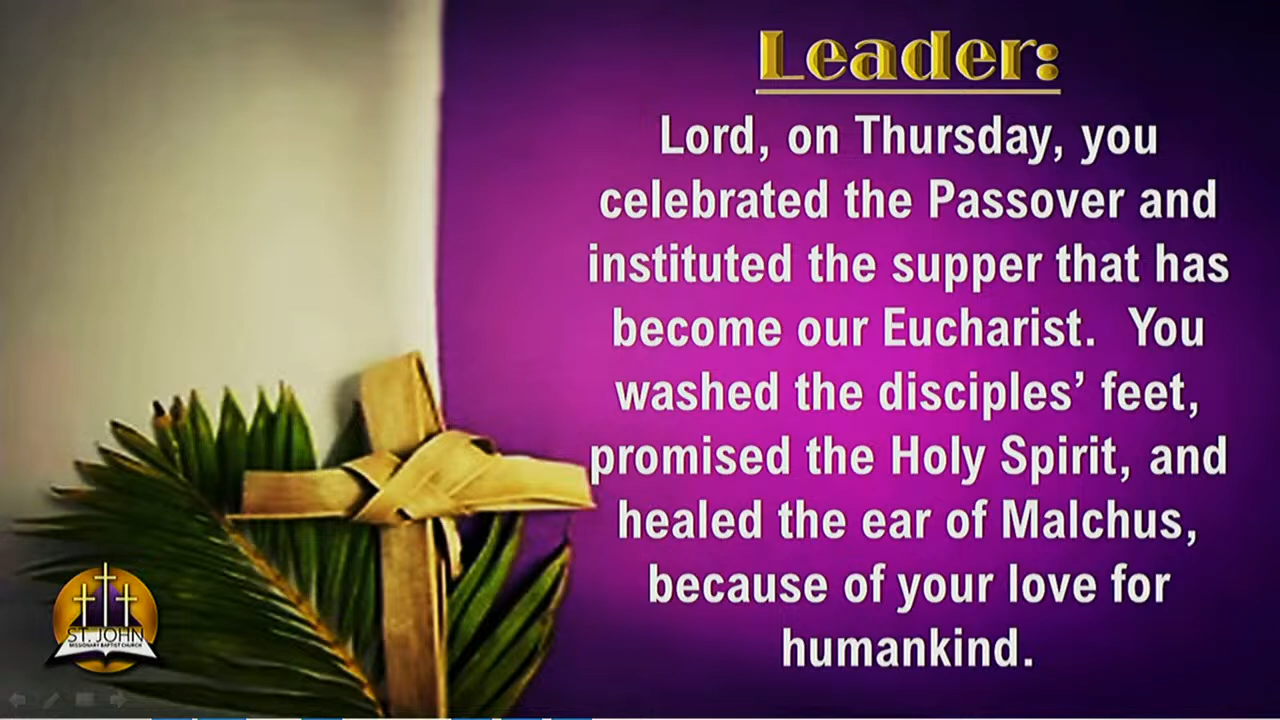 Leader:
Lord, on Thursday, you
celebrated the Passover and
instituted the supper that has
become our Eucharist.  You
washed the disciples’ feet,
promised the Holy Spirit, and
healed the ear of Malchus,
because of your love for
humankind.
ST. JOHN
MISSIONARY BAPTIST CHURCH